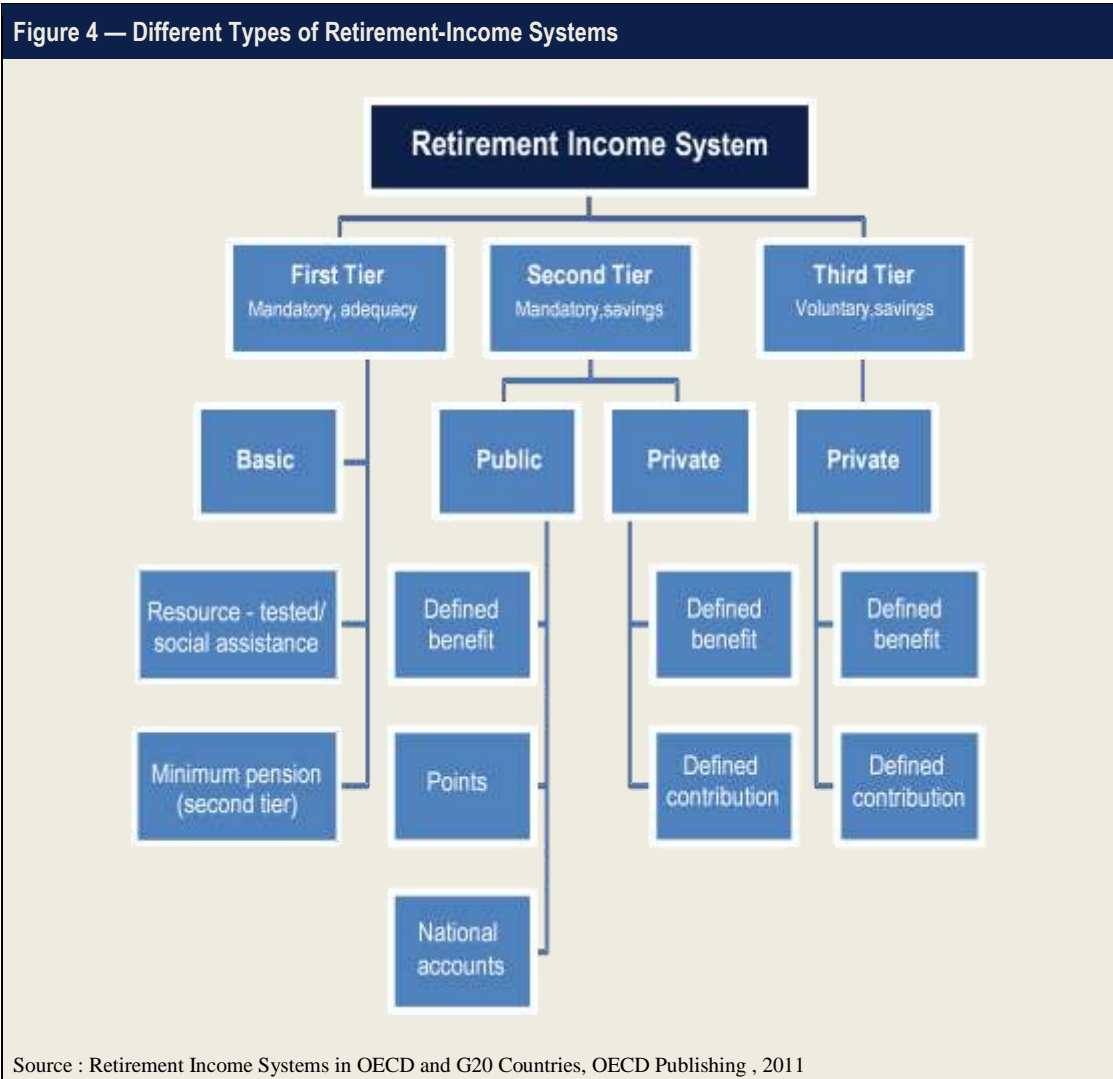 Figure 4 — Different Types of Retirement-Income Systems
Retirement Income System
First Tier
Mandatory, adequacy
Second Tier
Mandatory,savings
Third Tier
Voluntary,savings
Basic
Public
Private
Private
Resource - tested/
social assistance
Defined
benefit
Defined
benefit
Defined
benefit
Minimum pension
(second tier)
Points
Defined
contribution
Defined
contribution
National
accounts
Source : Retirement Income Systems in OECD and G20 Countries, OECD Publishing , 2011